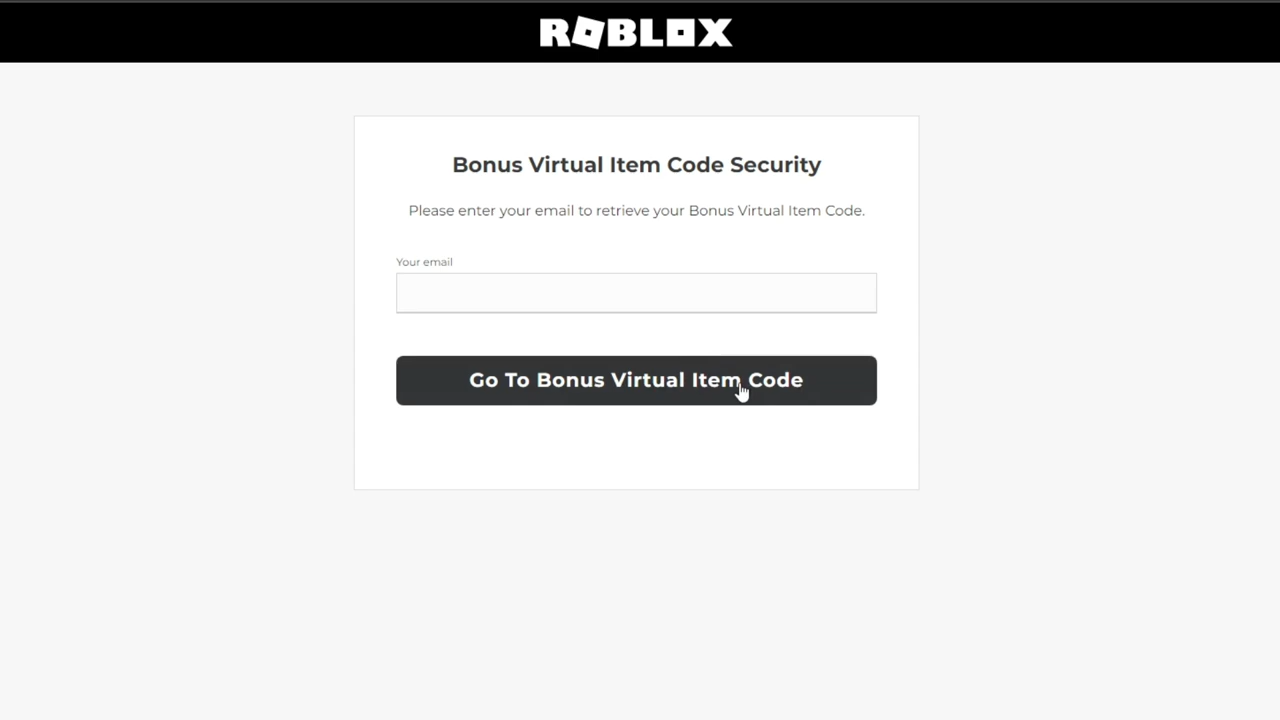 ROBLOX
Bonus Virtual Item Code Security
Please enter your email to retrieve your Bonus Virtual Item Code.
Your email
Go To Bonus Virtual Item Code